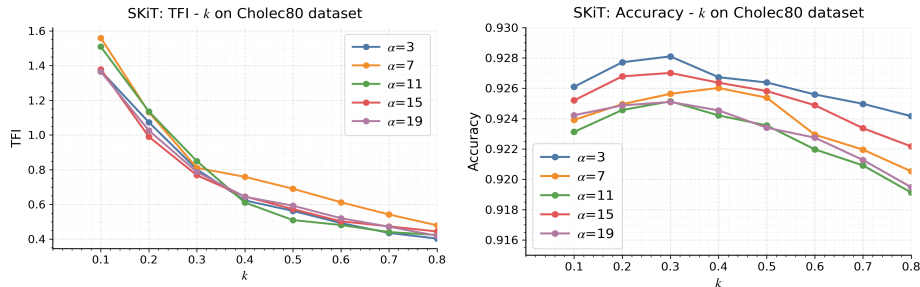 SKiT: TFI - k on Cholec80 dataset
TFI
1.6
1.4
1.2
1.0
0.8
0.6
0.4
0.1 0.2 0.3 0.4 0.5 0.6 0.7 0.8
k
α=3
α=7
α=11
α=15
α=19
SKiT: Accuracy - k on Cholec80 dataset
Accuracy
0.930
0.928
0.926
0.924
0.922
0.920
0.918
0.916
0.1 0.2 0.3 0.4 0.5 0.6 0.7 0.8
k
α=3
α=7
α=11
α=15
α=19